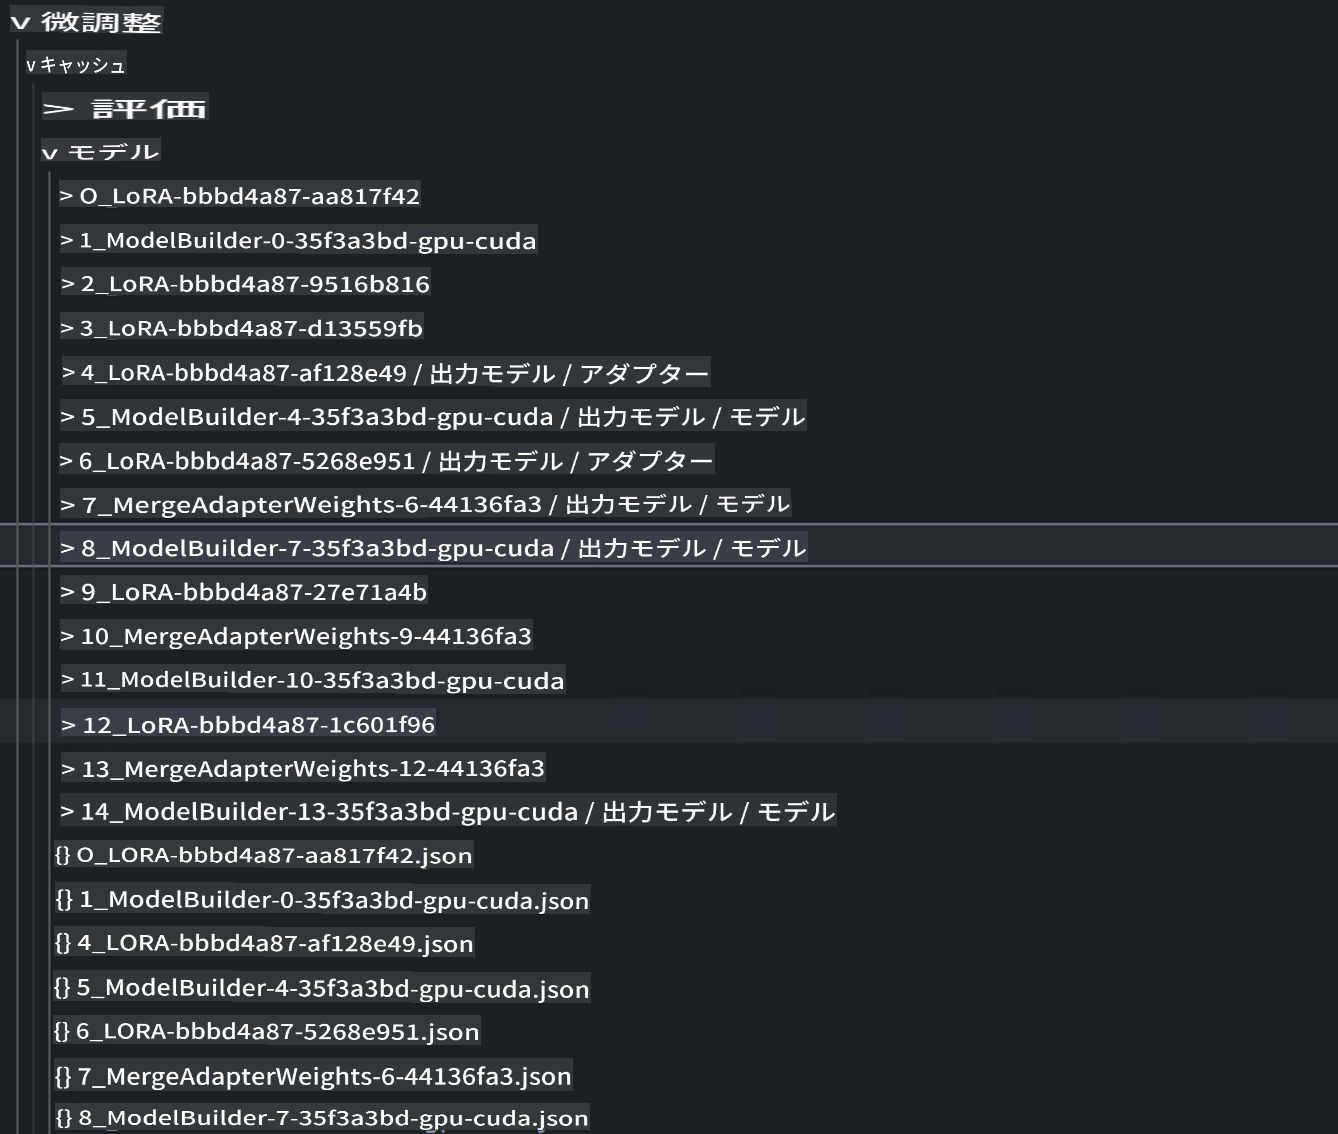 v 微調整
v キャッシュ
> 評価
v モデル
> O_LoRA-bbbd4a87-aa817f42
> 1_ModelBuilder-0-35f3a3bd-gpu-cuda
> 2_LoRA-bbbd4a87-9516b816
> 3_LoRA-bbbd4a87-d13559fb
> 4_LoRA-bbbd4a87-af128e49 / 出力モデル / アダプター
> 5_ModelBuilder-4-35f3a3bd-gpu-cuda / 出力モデル / モデル
> 6_LoRA-bbbd4a87-5268e951 / 出力モデル / アダプター
> 7_MergeAdapterWeights-6-44136fa3 / 出力モデル / モデル
> 8_ModelBuilder-7-35f3a3bd-gpu-cuda / 出力モデル / モデル
> 9_LoRA-bbbd4a87-27e71a4b
> 10_MergeAdapterWeights-9-44136fa3
> 11_ModelBuilder-10-35f3a3bd-gpu-cuda
> 12_LoRA-bbbd4a87-1c601f96
> 13_MergeAdapterWeights-12-44136fa3
> 14_ModelBuilder-13-35f3a3bd-gpu-cuda / 出力モデル / モデル
{} O_LORA-bbbd4a87-aa817f42.json
{} 1_ModelBuilder-0-35f3a3bd-gpu-cuda.json
{} 4_LORA-bbbd4a87-af128e49.json
{} 5_ModelBuilder-4-35f3a3bd-gpu-cuda.json
{} 6_LORA-bbbd4a87-5268e951.json
{} 7_MergeAdapterWeights-6-44136fa3.json
{} 8_ModelBuilder-7-35f3a3bd-gpu-cuda.json